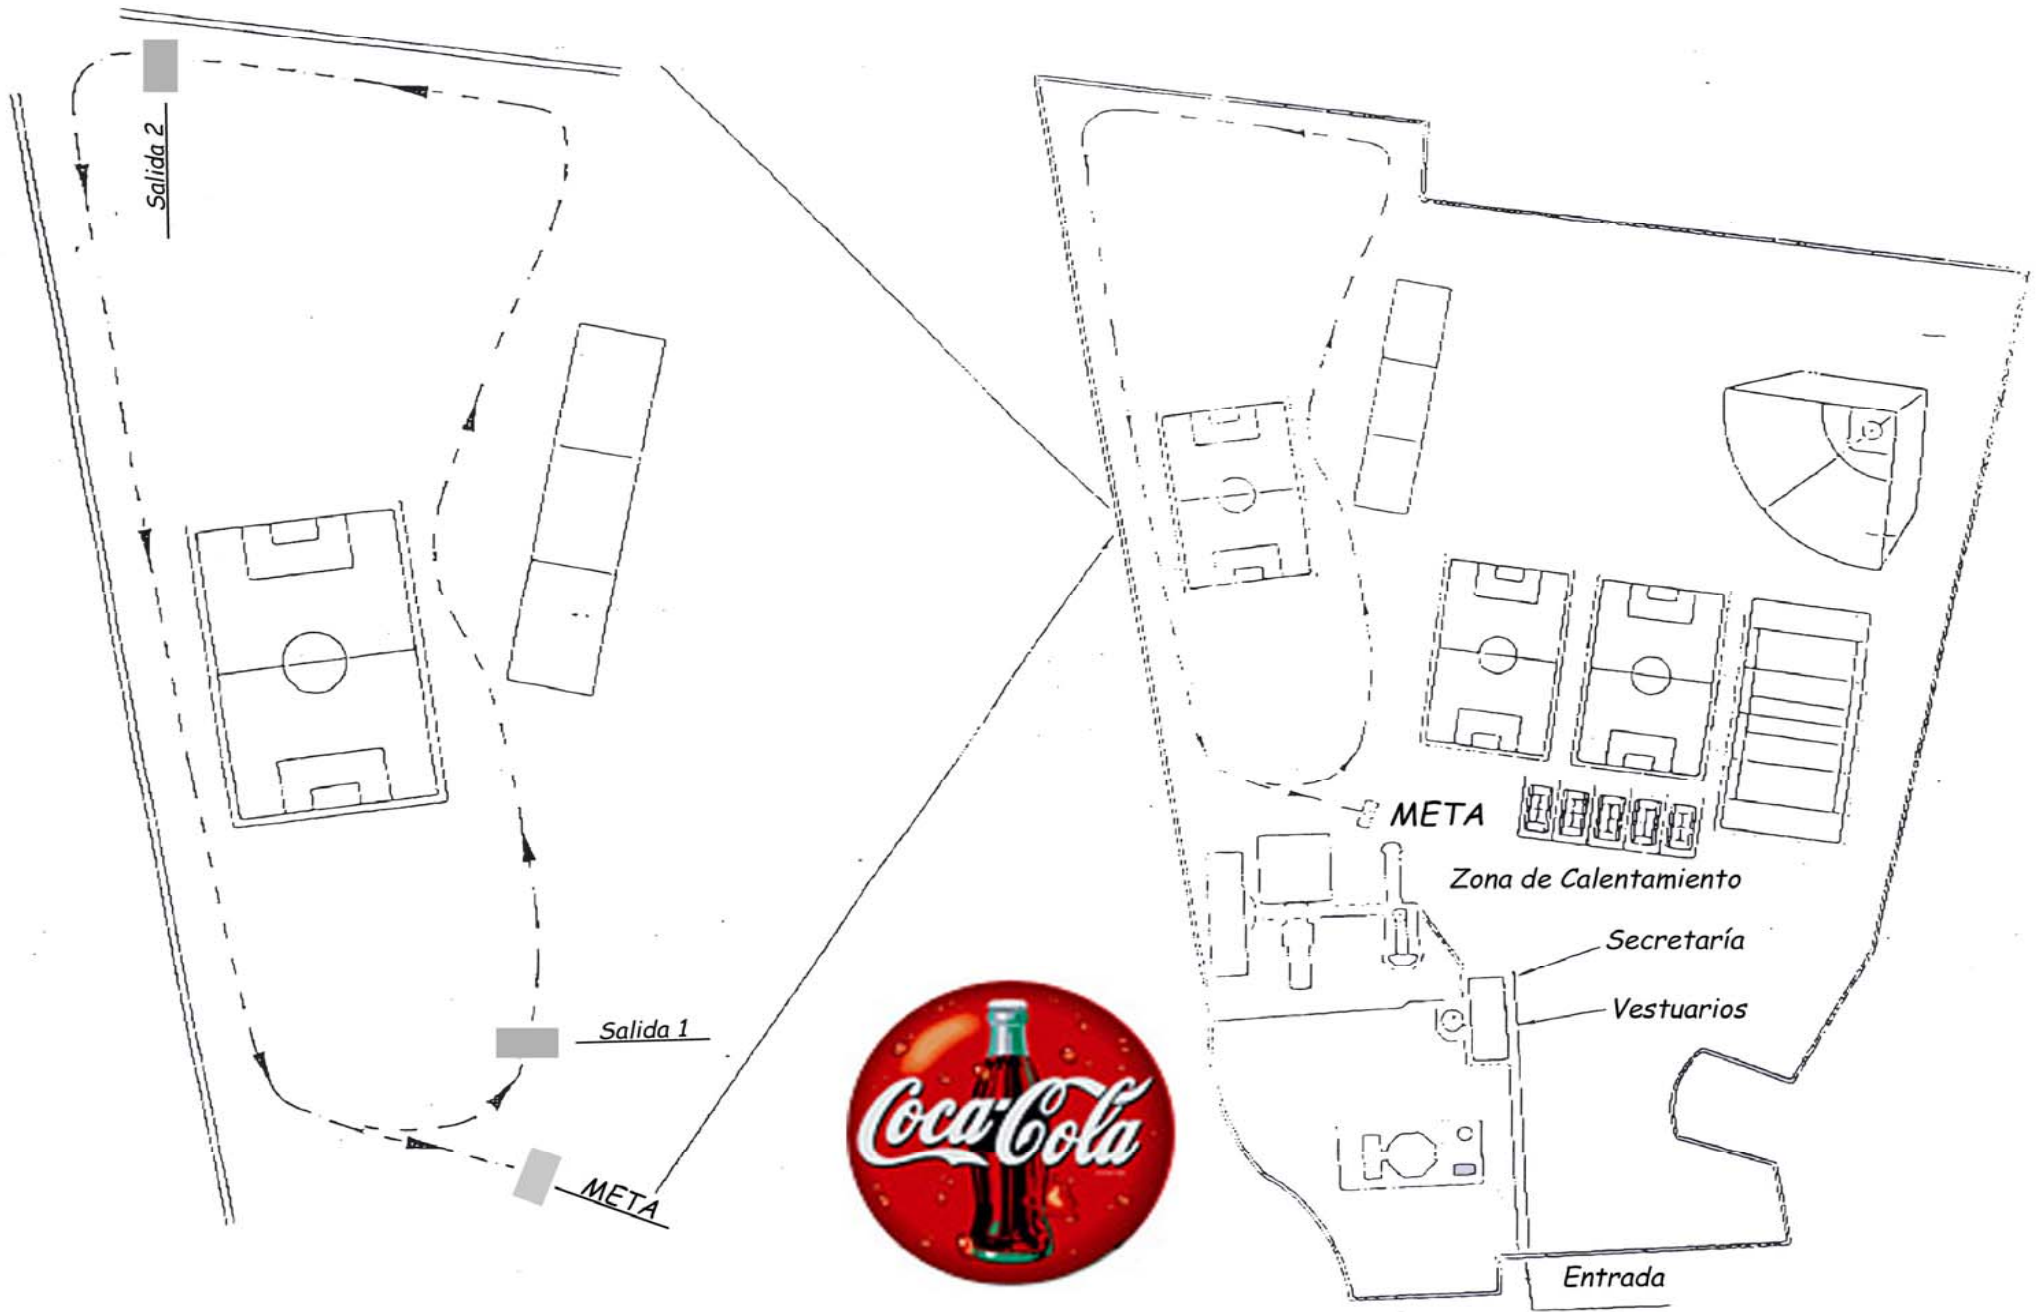 Salida 2
Salida 1
META
META
Zona de Calentamiento
Secretaría
Vestuarios
Entrada
Coca-Cola